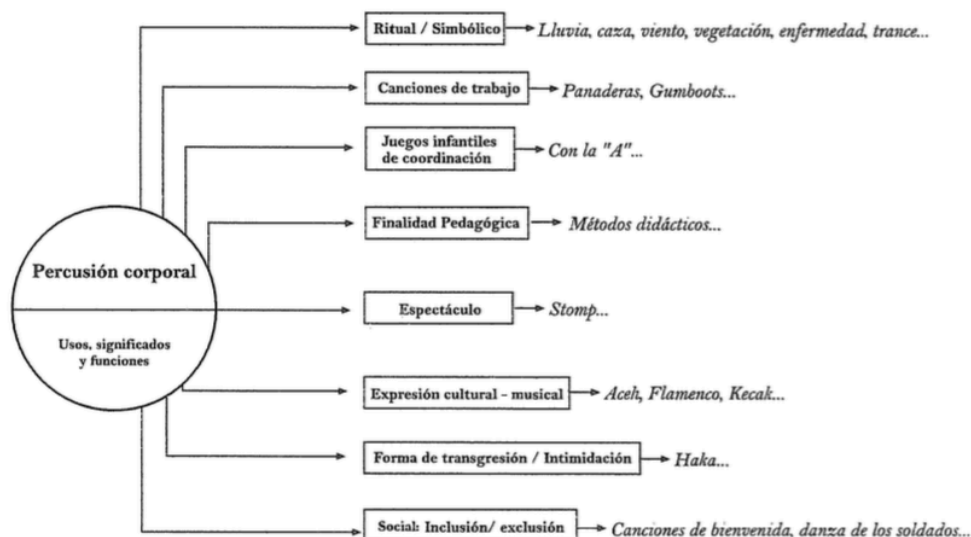 Ritual / Simbólico
Lluvia, caza, viento, vegetación, enfermedad, trance...
Canciones de trabajo
Panaderas, Gumboots...
Juegos infantiles
de coordinación
Con la "A"...
Finalidad Pedagógica
Métodos didácticos...
Percusión corporal
Usos, significados
y funciones
Espectáculo
Stomp...
Expresión cultural - musical
Aceh, Flamenco, Kecak...
Forma de transgresión / Intimidación
Haka...
Social: Inclusión/ exclusión
Canciones de bienvenida, danza de los soldados...